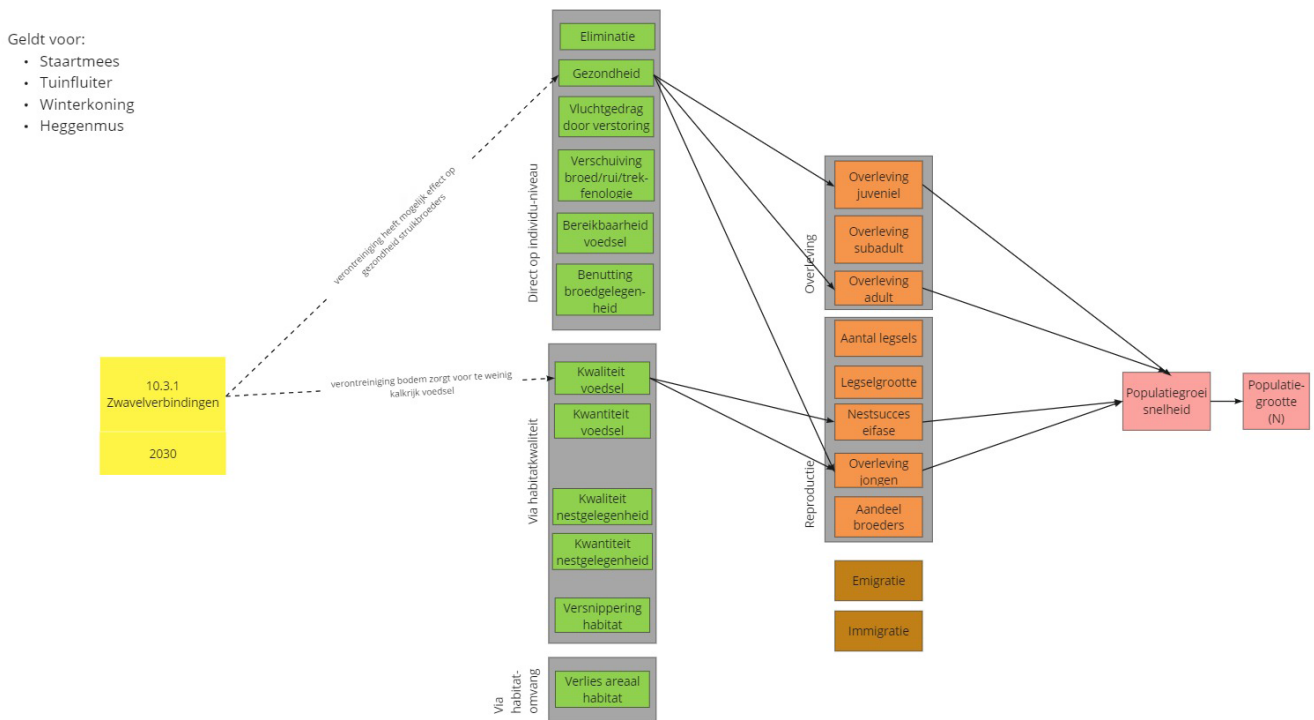 Geldt voor:
• Staartmees
• Tuinfluiter
• Winterkoning
• Heggenmus
10.3.1
Zwavelverbindingen
2030
verontreiniging heeft mogelijk effect op
gezondheid struikbroeders
verontreiniging bodem zorgt voor te weinig
kalkrijk voedsel
Direct op individu-niveau
Eliminatie
Gezondheid
Vluchtgedrag
door verstoring
Verschuiving
broed/rui/trek-
fenologie
Bereikbaarheid
voedsel
Benutting
broedgelegen-
heid
Via habitatkwaliteit
Kwaliteit
voedsel
Kwantiteit
voedsel
Kwaliteit
nestgelegenheid
Kwantiteit
nestgelegenheid
Versnippering
habitat
Via
habitat-
omvang
Verlies areaal
habitat
Overleving
Overleving
juveniel
Overleving
subadult
Overleving
adult
Reproductie
Aantal legsels
Legselgrootte
Nestsucces
eifase
Overleving
jongen
Aandeel
broeders
Emigratie
Immigratie
Populatiegroei
snelheid
Populatie-
grootte
(N)